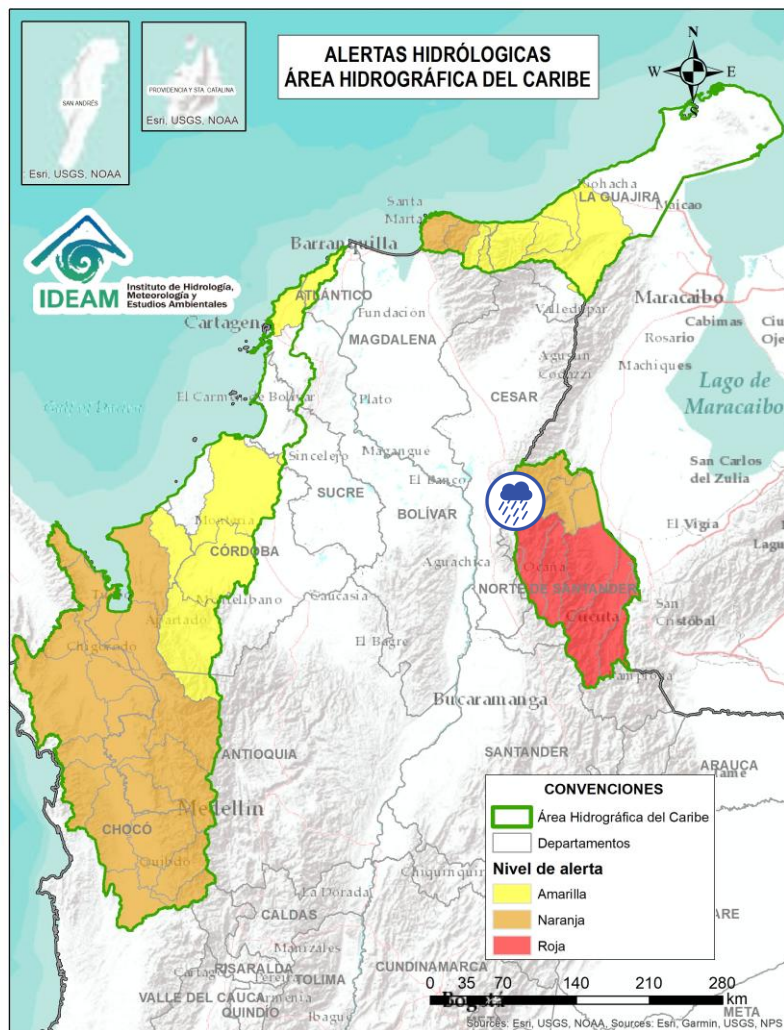 ALERTAS HIDRÓLOGICAS
ÁREA HIDROGRÁFICA DEL CARIBE
N
W
E
S
SAN ANDRÉS
PROVIDENCIA Y STA. CATALINA
Esri, USGS, NOAA
Esri, USGS, NOAA
IDEAM
Instituto de Hidrología,
Meteorología y
Estudios Ambientales
Santa
Marta
LA GUAJIRA
Maicao
Barranquilla
ATLÁNTICO
Cartagen
Fundación
MAGDALENA
Valledupar
Maracaibo
Cabimas
Rosario
Machiques
Agustín
Codazzi
Lago de
Maracaibo
CESAR
El Carmen de Bolívar
Plato
Sincelejo
Magangue
SUCRE
El Banco
BOLÍVAR
San Carlos
del Zulia
El Vigia
Montería
CÓRDOBA
Aguachica
Ocaña
NORTE DE SANTANDER
Cúcuta
San
Cristóbal
Montelibano
Caucasia
Apartado
El Bagre
Chigorodo
Bucaramanga
Pamplona
ANTIOQUIA
SANTANDER
ARAUCA
Medellín
CHOCÓ
Quibdó
La Dorada
Chiquinquir
CALDAS
Manizales
RISARALDA
TOLIMA
CUNDINAMARCA
VALLE DEL CAUCA
Armenia
QUINDÍO
Ibagué
Bogotá
META
CONVENCIONES
Área Hidrográfica del Caribe
Departamentos
Nivel de alerta
Amarilla
Naranja
Roja
0 35 70 140 210 280
km
Sources: Esri, USGS, NOAA, Sources: Esri, Garmin, USGS, NPS